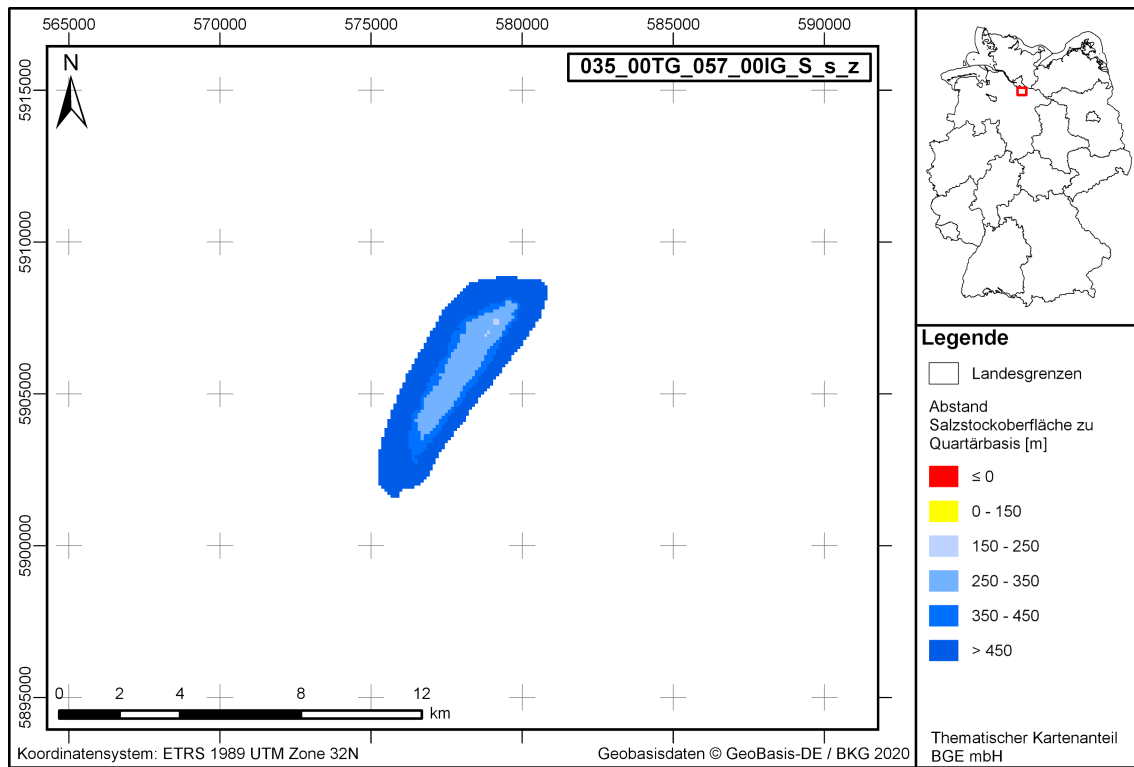 565000 570000 575000 580000 585000 590000
035_00TG_057_00IG_S_s_z
N
5915000
5910000
5905000
5900000
5895000
0 2 4 8 12
km
Koordinatensystem: ETRS 1989 UTM Zone 32N
Geobasisdaten © GeoBasis-DE / BKG 2020
Legende
Landesgrenzen
Abstand
Salzstockoberfläche zu
Quartärbasis [m]
≤ 0
0 - 150
150 - 250
250 - 350
350 - 450
> 450
Thematischer Kartenanteil
BGE mbH